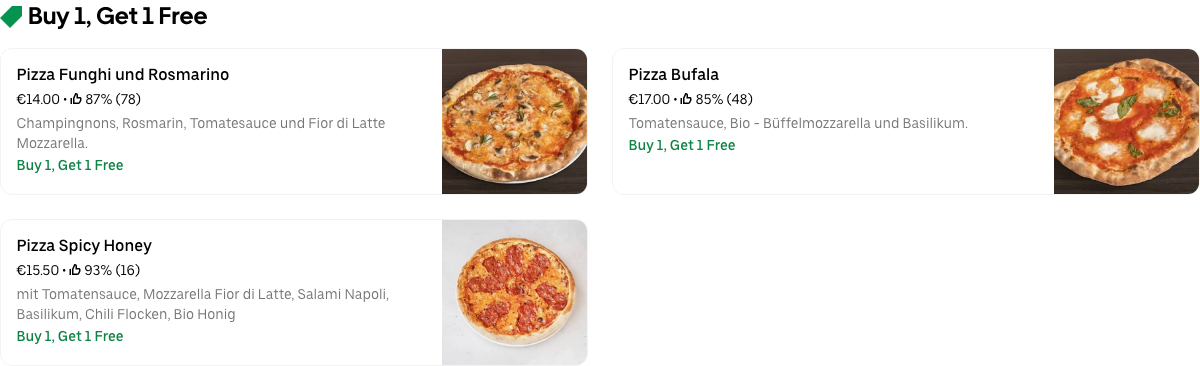 Buy 1, Get 1 Free
Pizza Funghi und Rosmarino
€14.00 • 87% (78)
Champingnons, Rosmarin, Tomatesauce und Fior di Latte
Mozzarella.
Buy 1, Get 1 Free
Pizza Bufala
€17.00 • 85% (48)
Tomatensauce, Bio - Büffelmozzarella und Basilikum.
Buy 1, Get 1 Free
Pizza Spicy Honey
€15.50 • 93% (16)
mit Tomatensauce, Mozzarella Fior di Latte, Salami Napoli,
Basilikum, Chili Flocken, Bio Honig
Buy 1, Get 1 Free